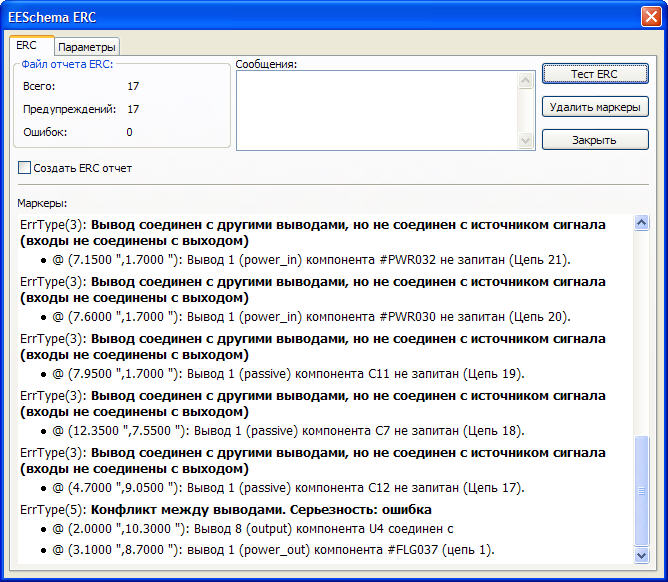 EESchema ERC
ERC
Параметры
Файл отчета ERC:
Всего: 17
Предупреждений: 17
Ошибок: 0
Сообщения:
Тест ERC
Удалить маркеры
Закрыть
Создать ERC отчет
Маркеры:
ErrType(3): Вывод соединен с другими выводами, но не соединен с источником сигнала
(входы не соединены с выходом)
• @ (7.1500 ",1.7000 "): Вывод 1 (power_in) компонента #PWR032 не запитан (Цепь 21).
ErrType(3): Вывод соединен с другими выводами, но не соединен с источником сигнала
(входы не соединены с выходом)
• @ (7.6000 ",1.7000 "): Вывод 1 (power_in) компонента #PWR030 не запитан (Цепь 20).
ErrType(3): Вывод соединен с другими выводами, но не соединен с источником сигнала
(входы не соединены с выходом)
• @ (7.9500 ",1.7000 "): Вывод 1 (passive) компонента C11 не запитан (Цепь 19).
ErrType(3): Вывод соединен с другими выводами, но не соединен с источником сигнала
(входы не соединены с выходом)
• @ (12.3500 ",7.5500 "): Вывод 1 (passive) компонента C7 не запитан (Цепь 18).
ErrType(3): Вывод соединен с другими выводами, но не соединен с источником сигнала
(входы не соединены с выходом)
• @ (4.7000 ",9.0500 "): Вывод 1 (passive) компонента C12 не запитан (Цепь 17).
ErrType(5): Конфликт между выводами. Серьезность: ошибка
• @ (2.0000 ",10.3000 "): Вывод 8 (output) компонента U4 соединен с
• @ (3.1000 ",8.7000 "): вывод 1 (power_out) компонента #FLG037 (цепь 1).